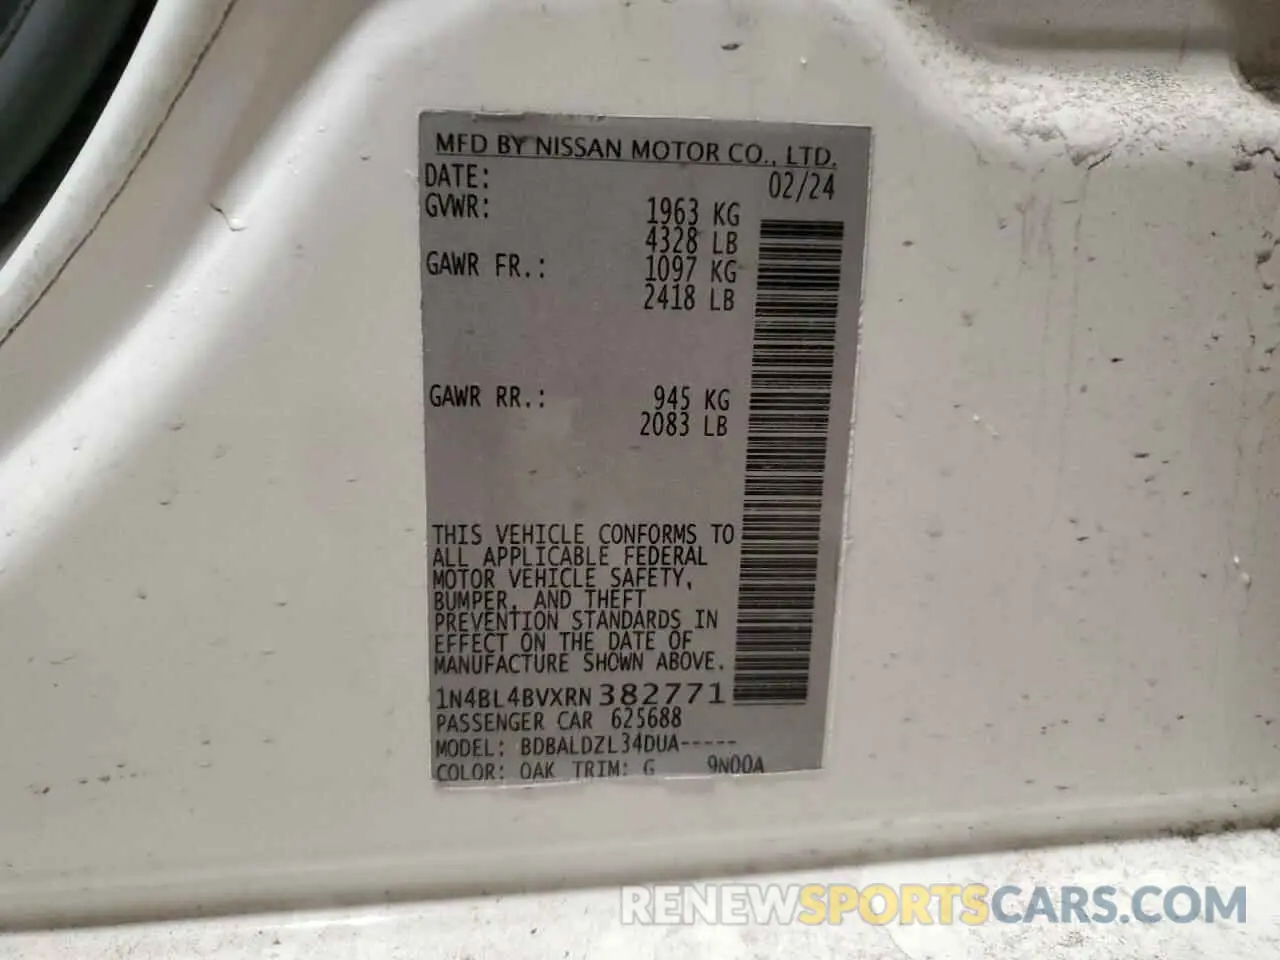 MFD BY NISSAN MOTOR CO., LTD.
DATE: 02/24
GVWR: 1963 KG
4328 LB
GAWR FR.: 1097 KG
2418 LB
GAWR RR.: 945 KG
2083 LB
THIS VEHICLE CONFORMS TO
ALL APPLICABLE FEDERAL
MOTOR VEHICLE SAFETY,
BUMPER, AND THEFT
PREVENTION STANDARDS IN
EFFECT ON THE DATE OF
MANUFACTURE SHOWN ABOVE.
1N4BL4BVXRN382771
PASSENGER CAR 625688
MODEL: BDBALDZL34DUA-----
COLOR: QAK TRIM: G 9N00A
RENEWSPORTSCARS.COM